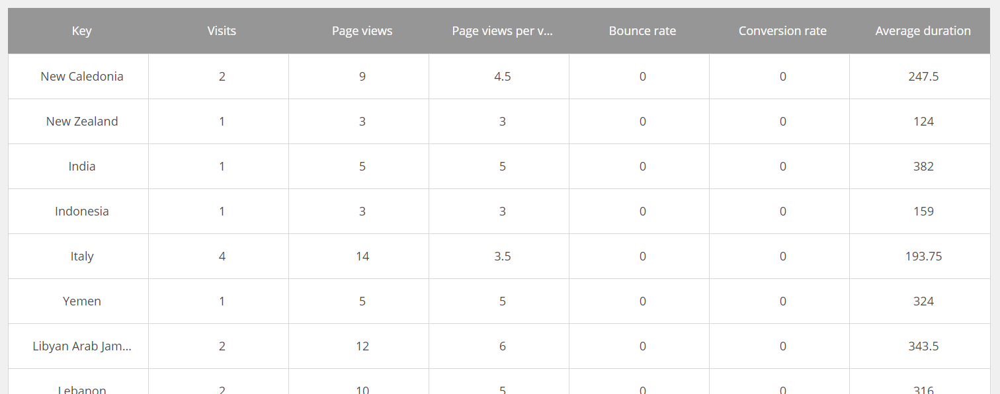 Key Visits Page views Page views per v... Bounce rate Conversion rate Average duration
New Caledonia 2 9 4.5 0 0 247.5
New Zealand 1 3 3 0 0 124
India 1 5 5 0 0 382
Indonesia 1 3 3 0 0 159
Italy 4 14 3.5 0 0 193.75
Yemen 1 5 5 0 0 324
Libyan Arab Jam... 2 12 6 0 0 343.5
Lebanon 2 10 5 0 0 316